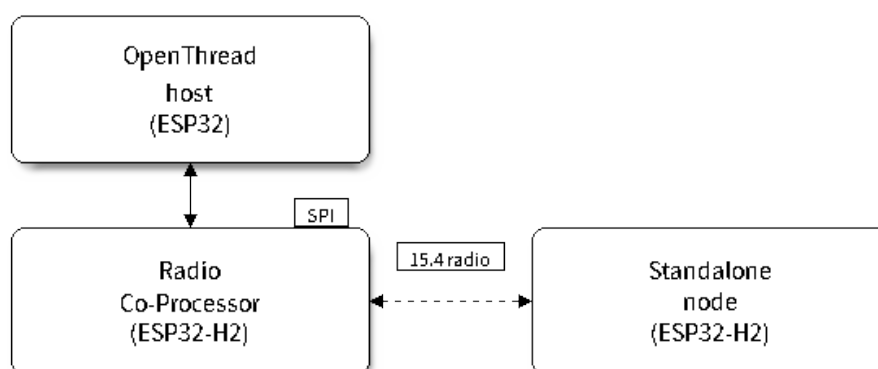 OpenThread
host
(ESP32)
SPI
Radio
Co-Processor
(ESP32-H2)
15.4 radio
Standalone
node
(ESP32-H2)